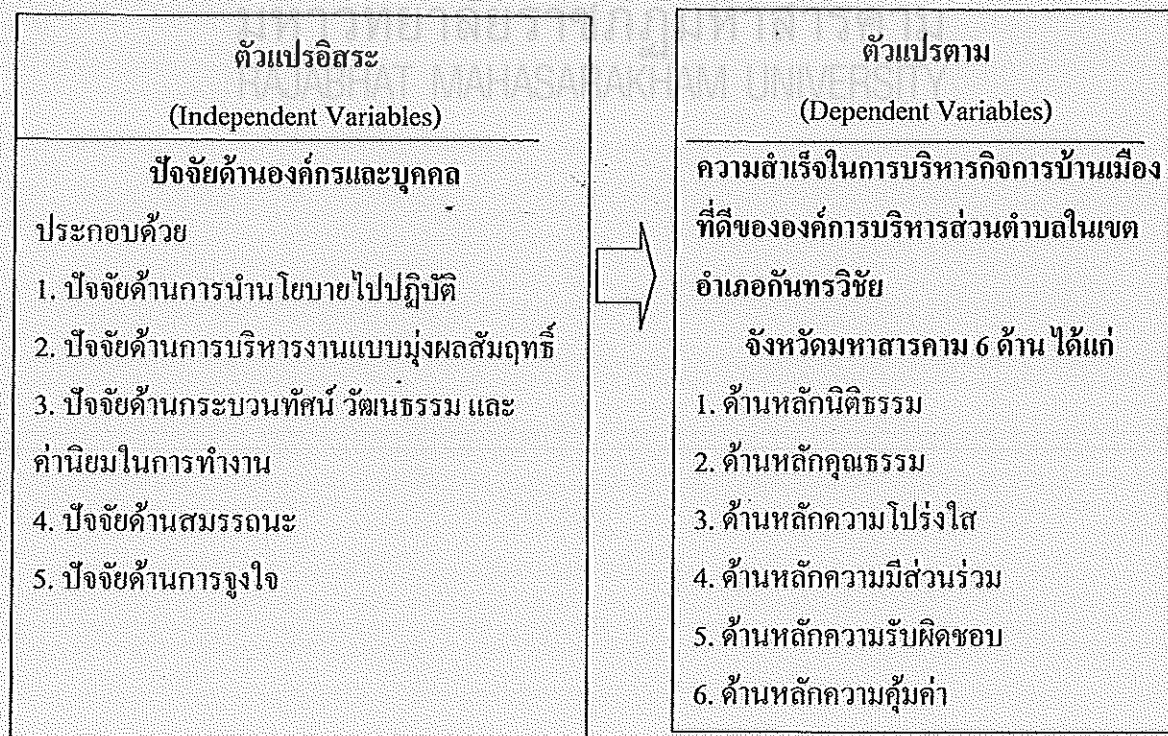 RAJABHAT MAHASARAKHAM UNIVERSITY
ตัวแปรอิสระ
(Independent Variables)
ปัจจัยด้านองค์กรและบุคคล
ประกอบด้วย
1. ปัจจัยด้านการนำนโยบายไปปฏิบัติ
2. ปัจจัยด้านการบริหารงานแบบมุ่งผลสัมฤทธิ์
3. ปัจจัยด้านกระบวนทัศน์ วัฒนธรรม และ
ค่านิยมในการทำงาน
4. ปัจจัยด้านสมรรถนะ
5. ปัจจัยด้านการจูงใจ
ตัวแปรตาม
(Dependent Variables)
ความสำเร็จในการบริหารกิจการบ้านเมือง
ที่ดีขององค์การบริหารส่วนตำบลในเขต
อำเภอกันทรวิชัย
จังหวัดมหาสารคาม 6 ด้าน ได้แก่
1. ด้านหลักนิติธรรม
2. ด้านหลักคุณธรรม
3. ด้านหลักความโปร่งใส
4. ด้านหลักความมีส่วนร่วม
5. ด้านหลักความรับผิดชอบ
6. ด้านหลักความคุ้มค่า